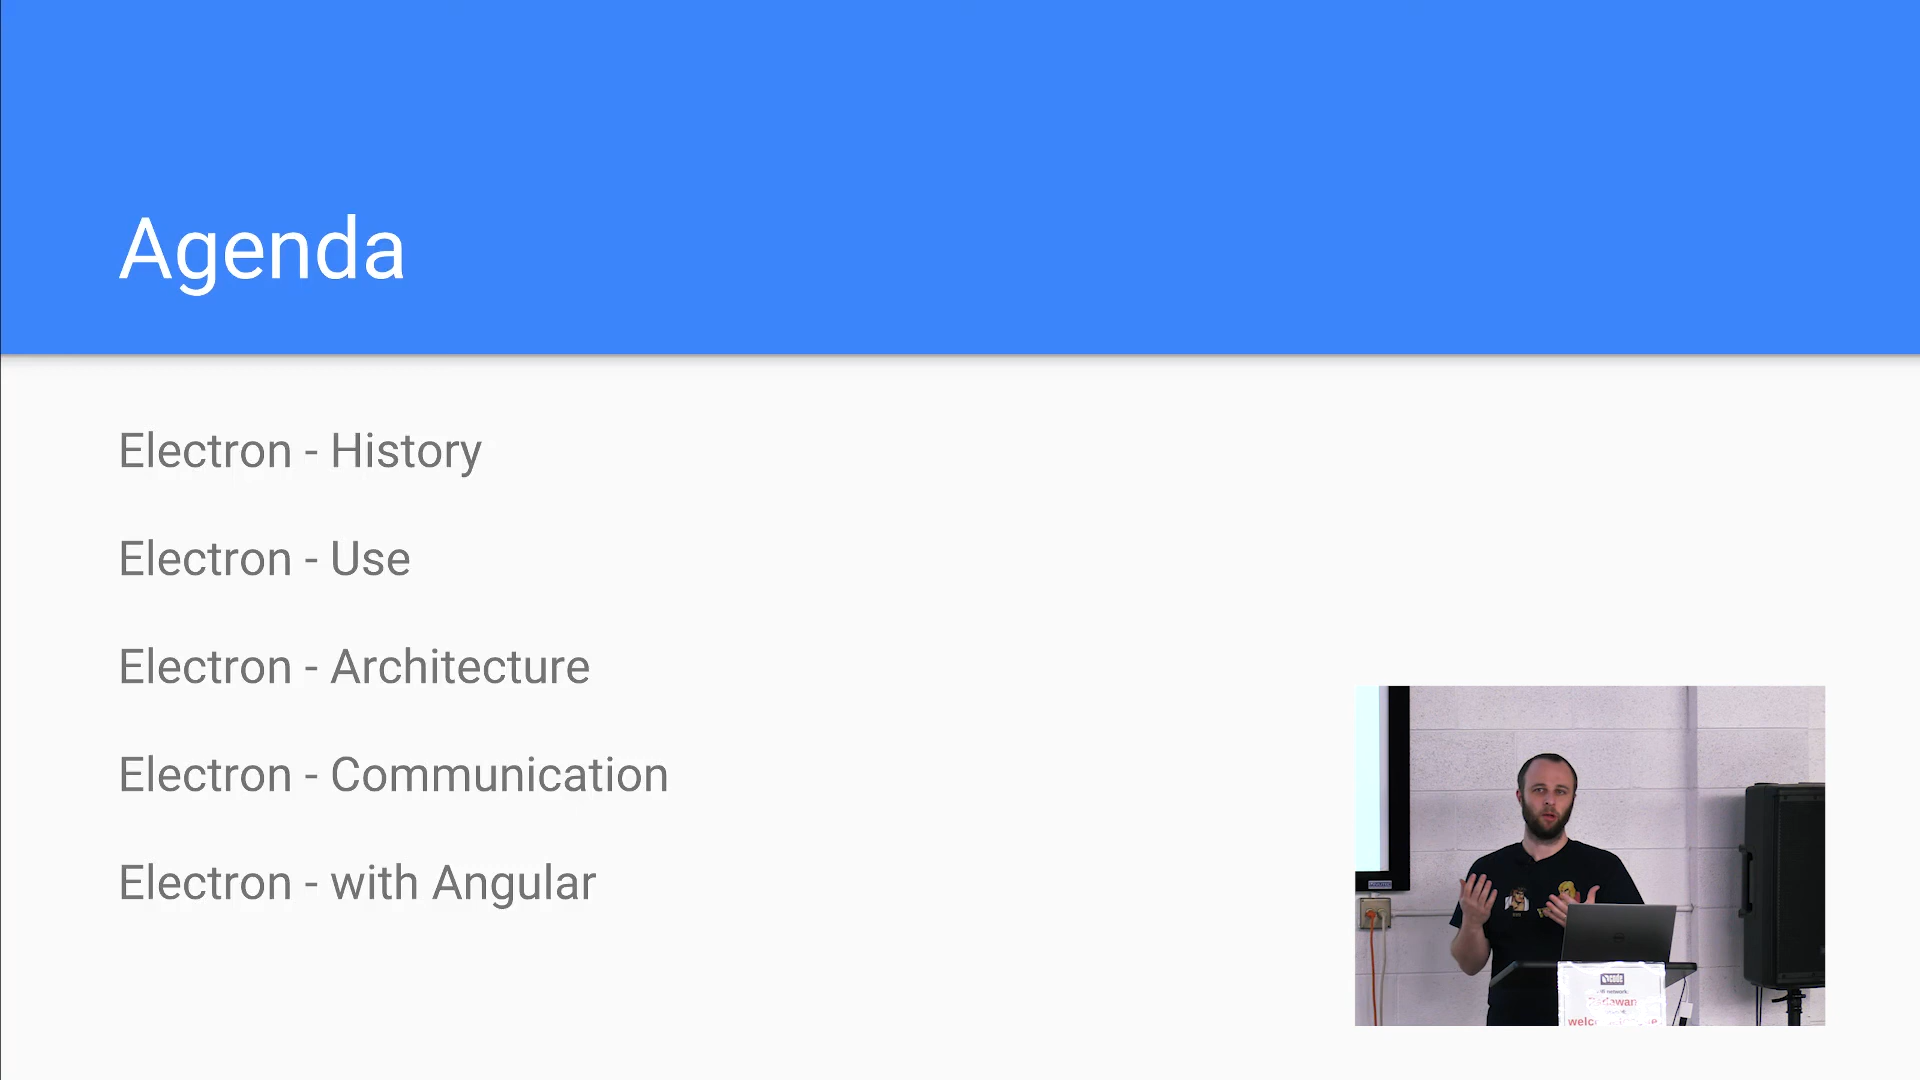 Agenda
Electron - History
Electron - Use
Electron - Architecture
Electron - Communication
Electron - with Angular